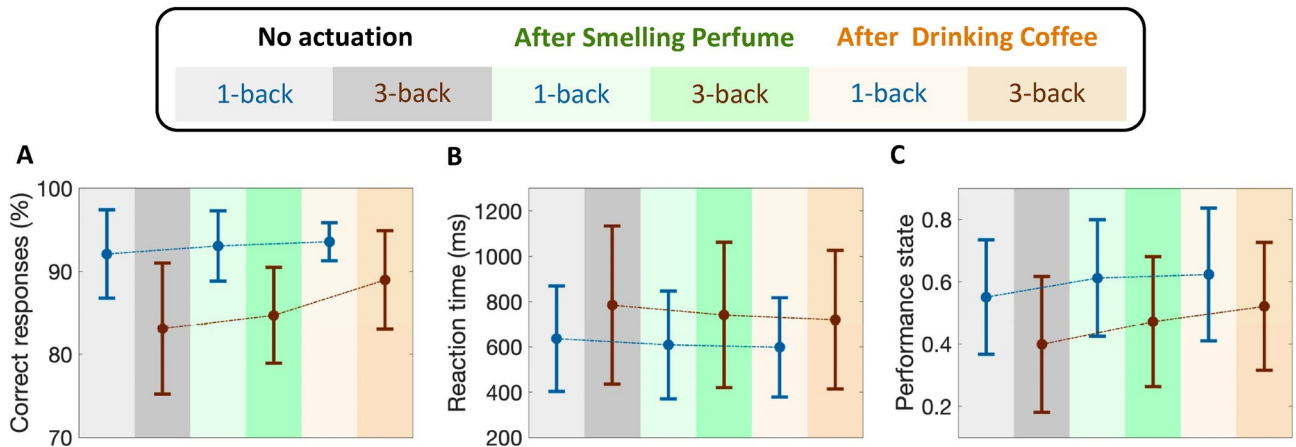 No actuation After Smelling Perfume After Drinking Coffee
1-back 3-back 1-back 3-back 1-back 3-back
A
Correct responses (%)
100
90
80
70
B
Reaction time (ms)
1200
1000
800
600
400
200
C
Performance state
0.8
0.6
0.4
0.2